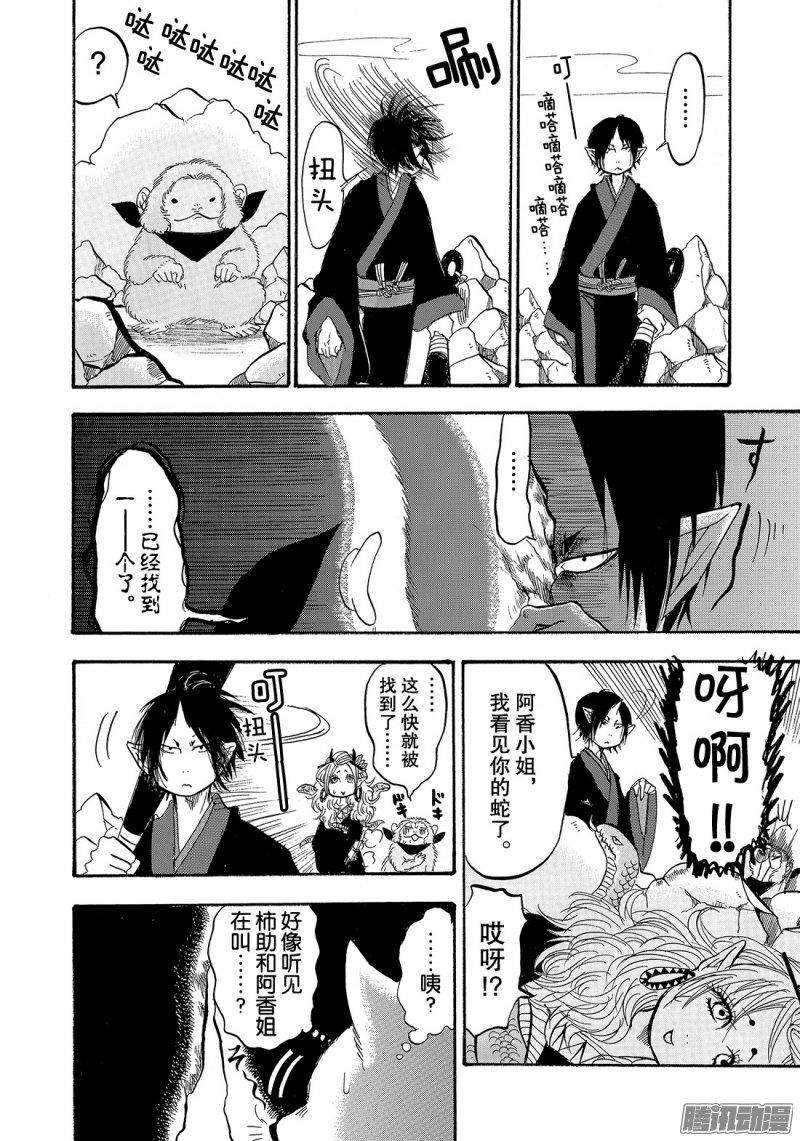 ……
叮——
嘀嗒嘀嗒嘀嗒
嘀嗒……
唰
扭头
哒哒哒哒哒
哒
哒
？
す
……
……已经找到
一——个了。
呀啊!!
阿香小姐，
我看见你
的蛇了。
哎呀!?
……
这么快就被
找到了……
ドキ
ドキ
叮——
扭头
……咦?
好像听见
柿助和阿香姐
在叫……?
腾讯动漫